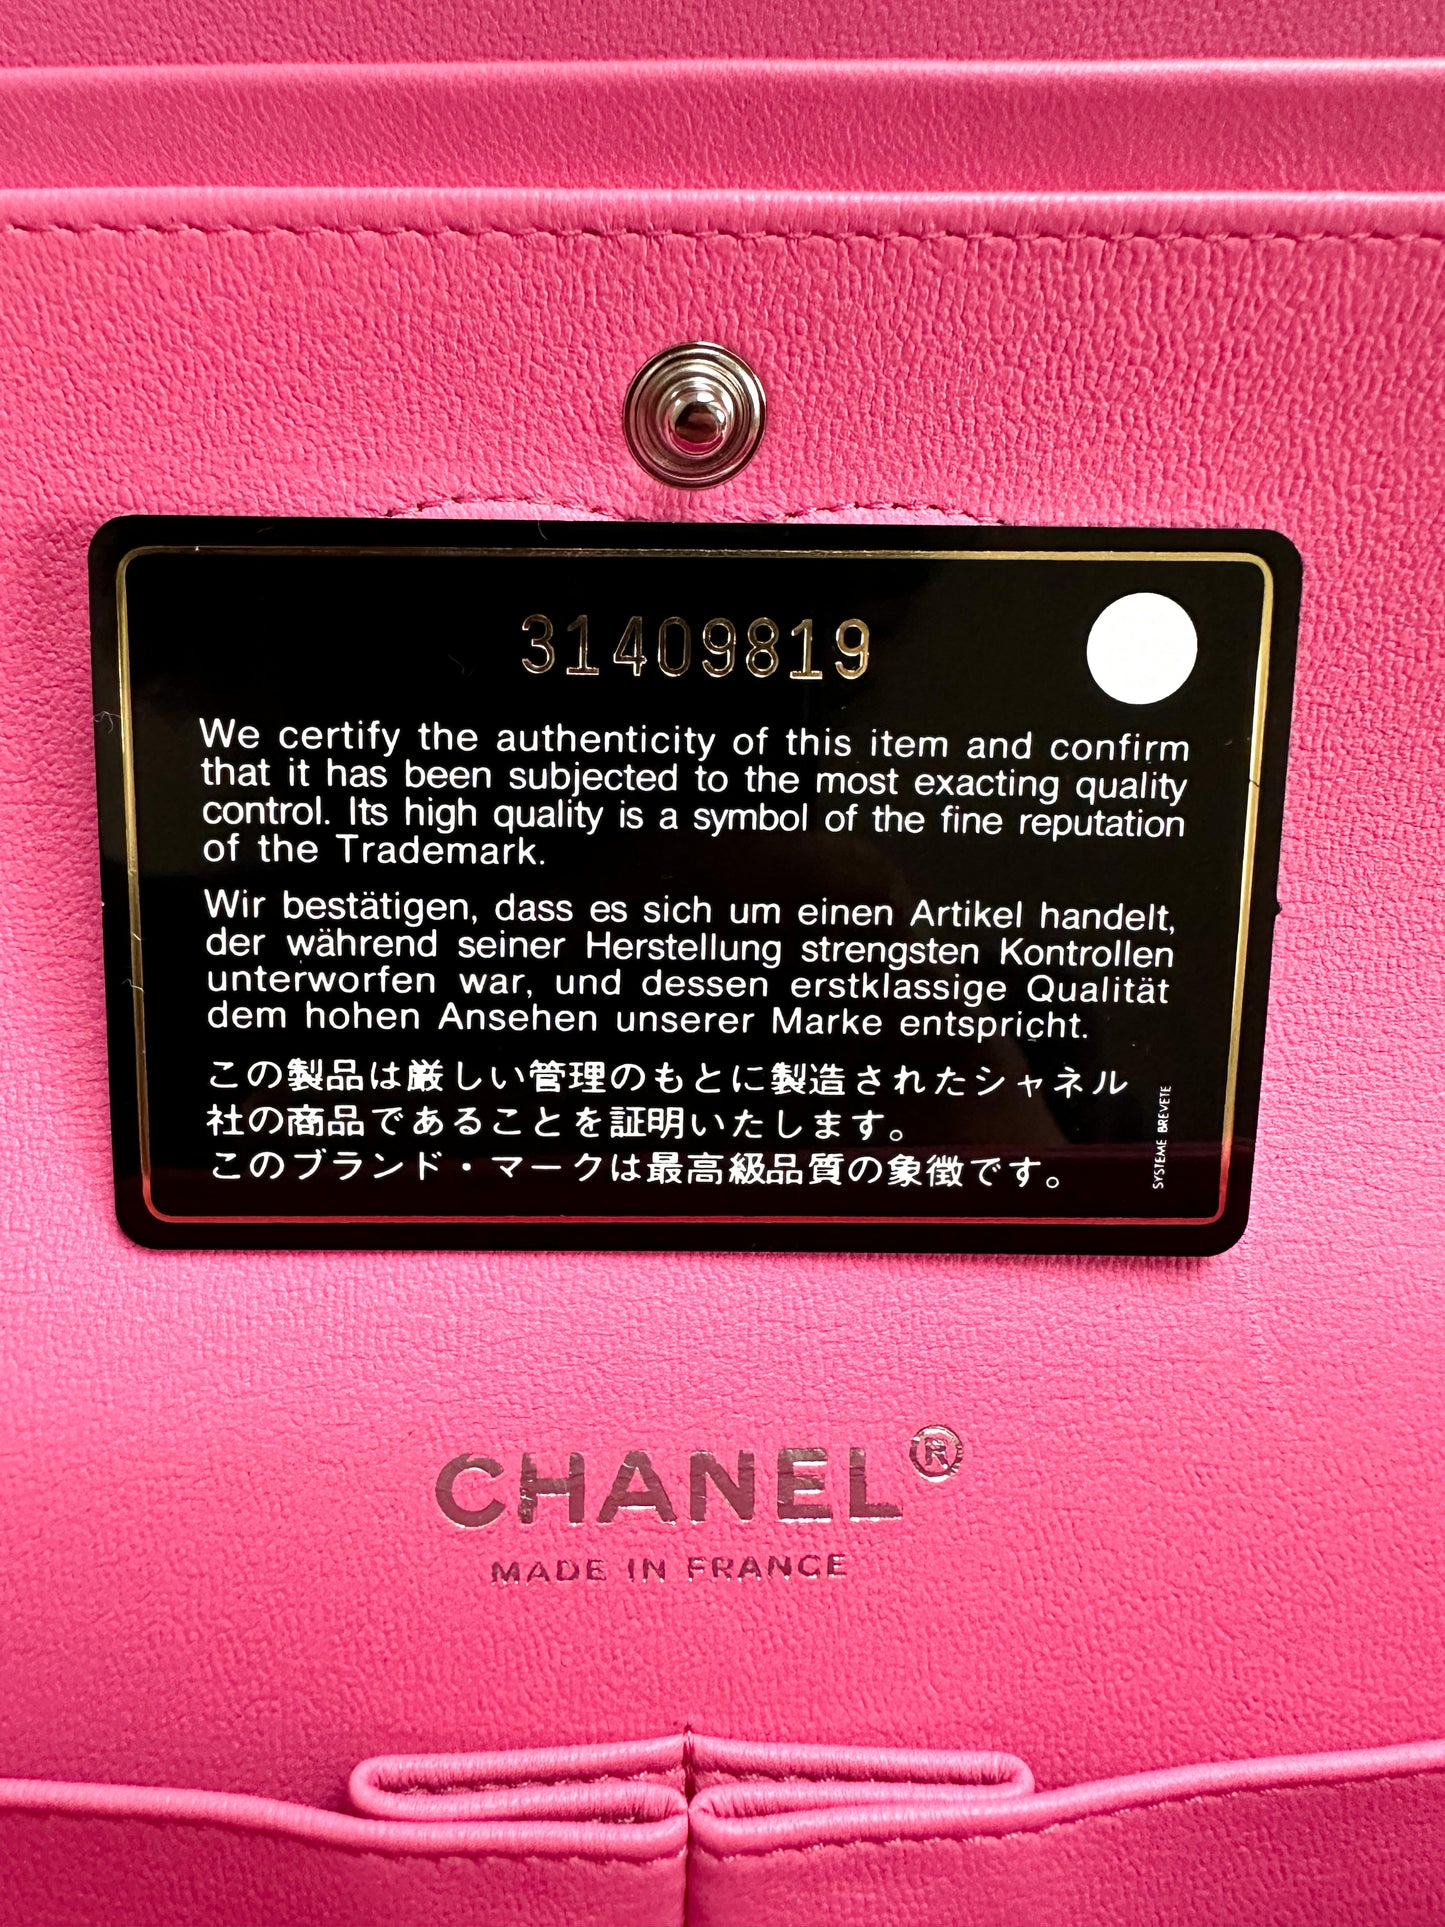 31409819
We certify the authenticity of this item and confirm
that it has been subjected to the most exacting quality
control. Its high quality is a symbol of the fine reputation
of the Trademark.
Wir bestätigen, dass es sich um einen Artikel handelt,
der während seiner Herstellung strengsten Kontrollen
unterworfen war, und dessen erstklassige Qualität
dem hohen Ansehen unserer Marke entspricht.
この製品は厳しい管理のもとに製造されたシャネル
社の商品であることを証明いたします。
このブランド・マークは最高級品質の象徴です。
SYSTEME BREVETE
CHANEL®
MADE IN FRANCE